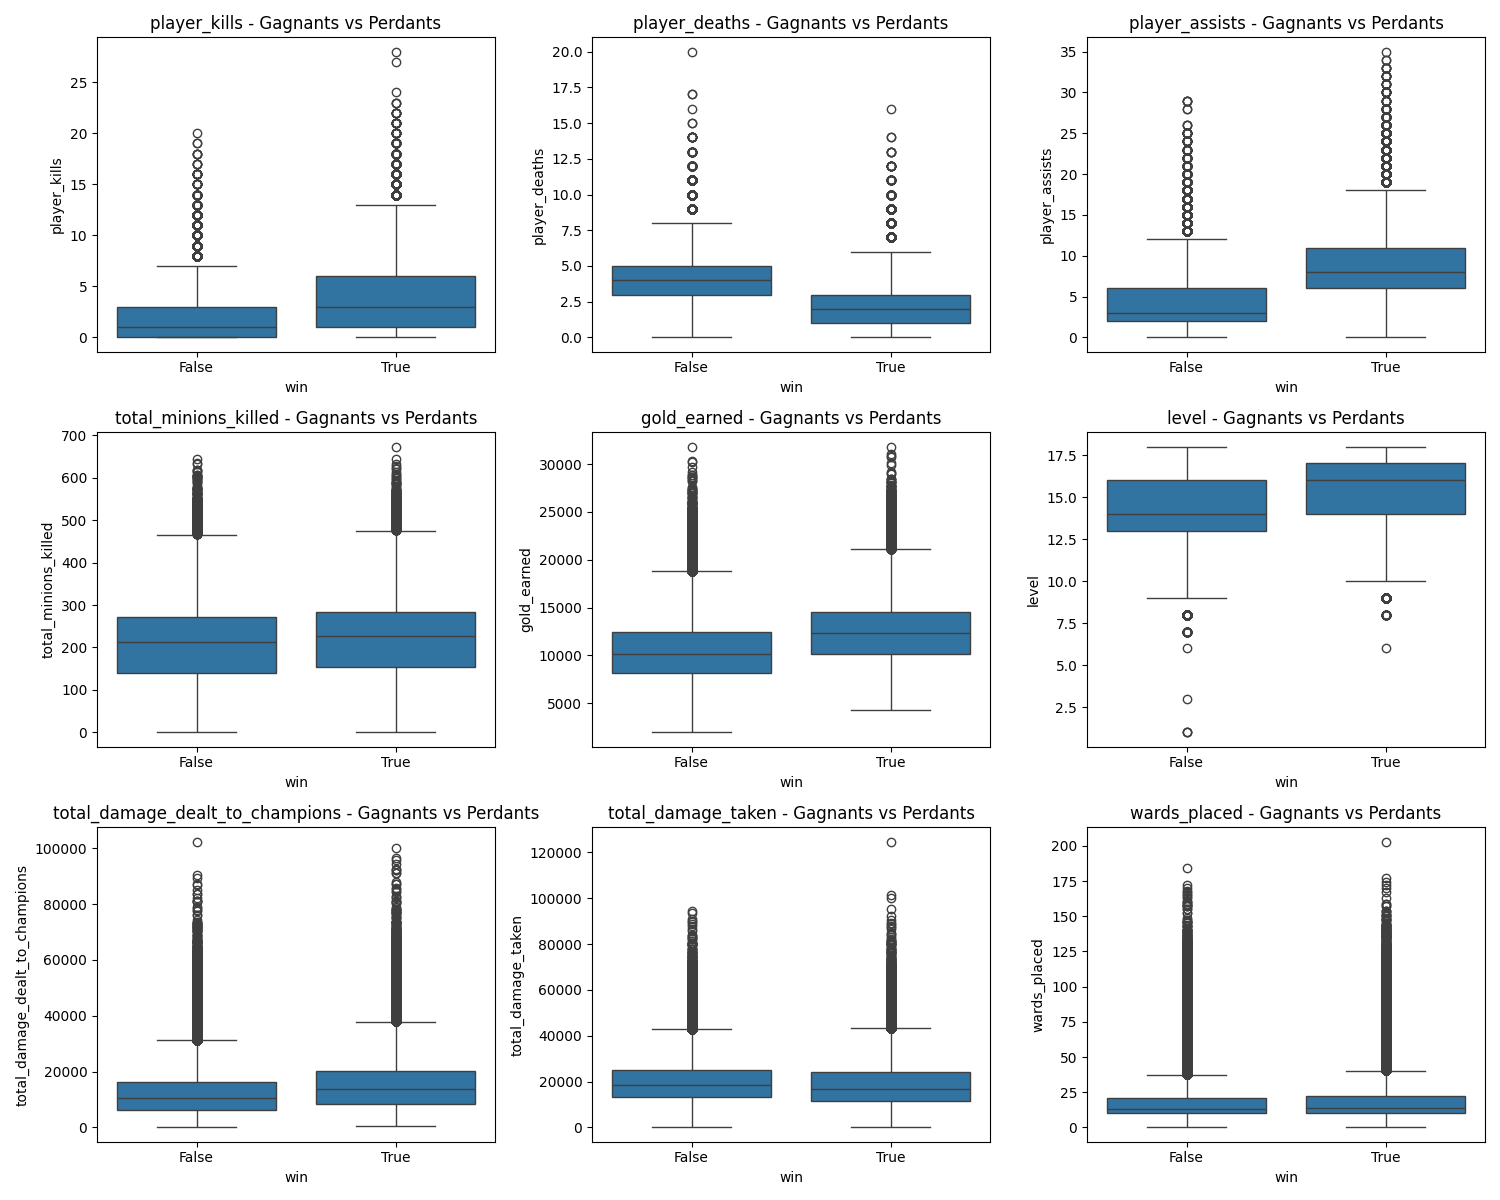 player_kills - Gagnants vs Perdants
player_kills
25
20
15
10
5
0
False
True
win
player_deaths - Gagnants vs Perdants
player_deaths
20.0
17.5
15.0
12.5
10.0
7.5
5.0
2.5
0.0
False
True
win
player_assists - Gagnants vs Perdants
player_assists
35
30
25
20
15
10
5
0
False
True
win
total_minions_killed - Gagnants vs Perdants
total_minions_killed
700
600
500
400
300
200
100
0
False
True
win
gold_earned - Gagnants vs Perdants
gold_earned
30000
25000
20000
15000
10000
5000
False
True
win
level - Gagnants vs Perdants
level
17.5
15.0
12.5
10.0
7.5
5.0
2.5
False
True
win
total_damage_dealt_to_champions - Gagnants vs Perdants
total_damage_dealt_to_champions
100000
80000
60000
40000
20000
0
False
True
win
total_damage_taken - Gagnants vs Perdants
total_damage_taken
120000
100000
80000
60000
40000
20000
0
False
True
win
wards_placed - Gagnants vs Perdants
wards_placed
200
175
150
125
100
75
50
25
0
False
True
win